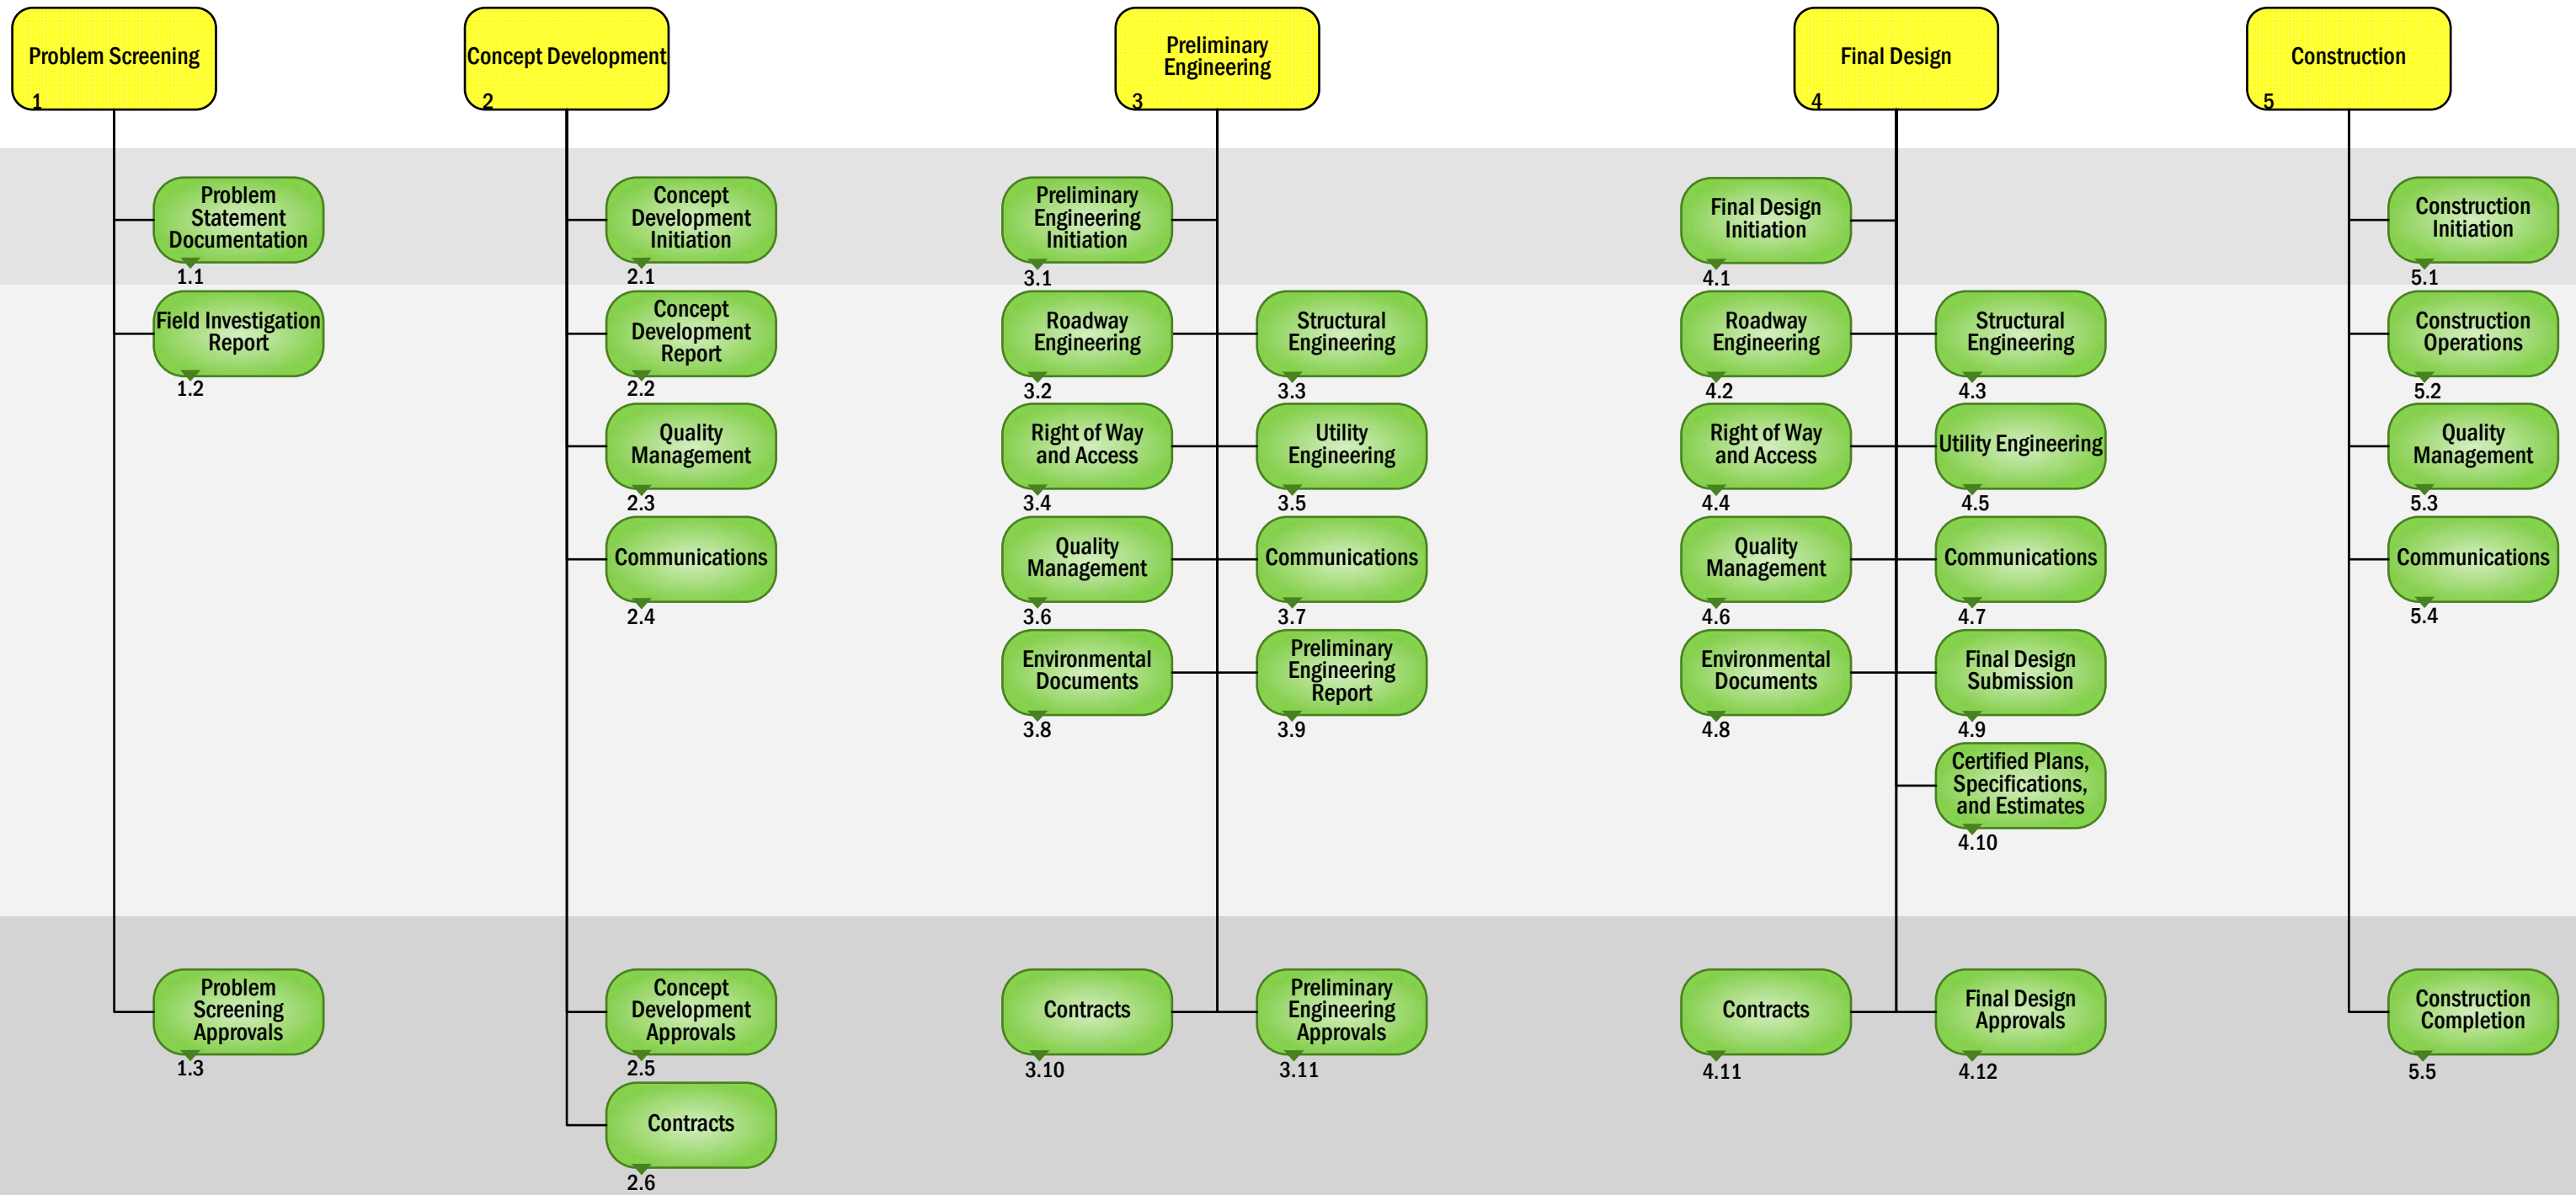 Problem Screening
1
Concept Development
2
Preliminary
Engineering
3
Final Design
4
Construction
5
Problem
Statement
Documentation
1.1
Concept
Development
Initiation
2.1
Preliminary
Engineering
Initiation
3.1
Final Design
Initiation
4.1
Construction
Initiation
5.1
Field Investigation
Report
1.2
Concept
Development
Report
2.2
Roadway
Engineering
3.2
Structural
Engineering
3.3
Roadway
Engineering
4.2
Structural
Engineering
4.3
Construction
Operations
5.2
Quality
Management
2.3
Right of Way
and Access
3.4
Utility
Engineering
3.5
Right of Way
and Access
4.4
Utility Engineering
4.5
Quality
Management
5.3
Communications
2.4
Quality
Management
3.6
Communications
3.7
Quality
Management
4.6
Communications
4.7
Communications
5.4
Environmental
Documents
3.8
Preliminary
Engineering
Report
3.9
Environmental
Documents
4.8
Final Design
Submission
4.9
Certified Plans,
Specifications,
and Estimates
4.10
Problem
Screening
Approvals
1.3
Concept
Development
Approvals
2.5
Contracts
3.10
Preliminary
Engineering
Approvals
3.11
Contracts
4.11
Final Design
Approvals
4.12
Construction
Completion
5.5
Contracts
2.6